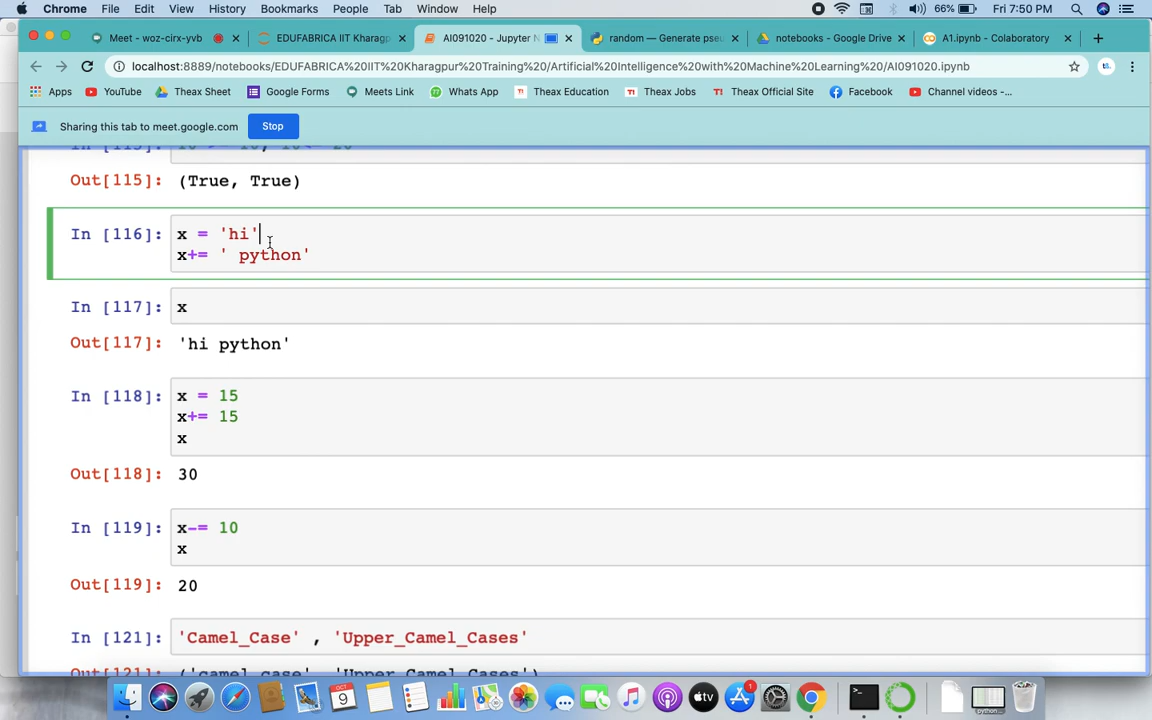 Chrome File Edit View History Bookmarks People Tab Window Help 66% Fri 7:50 PM
Meet - woz-cirx-yvb EDUFABRICA IIT Kharagp AI091020 - Jupyter N random — Generate pseu notebooks - Google Drive A1.ipynb - Colaboratory
localhost:8889/notebooks/EDUFABRICA%20IIT%20Kharagpur%20Training%20/Artificial%20Intelligence%20with%20Machine%20Learning%20/AI091020.ipynb
Apps YouTube Theax Sheet Google Forms Meets Link Whats App Theax Education Theax Jobs Theax Official Site Facebook Channel videos -...
Sharing this tab to meet.google.com Stop
Out[115]: (True, True)
In [116]: x = 'hi'
x+= ' python'
In [117]: x
Out[117]: 'hi python'
In [118]: x = 15
x+= 15
x
Out[118]: 30
In [119]: x-= 10
x
Out[119]: 20
In [121]: 'Camel_Case' , 'Upper_Camel_Cases'
OCT
9
1